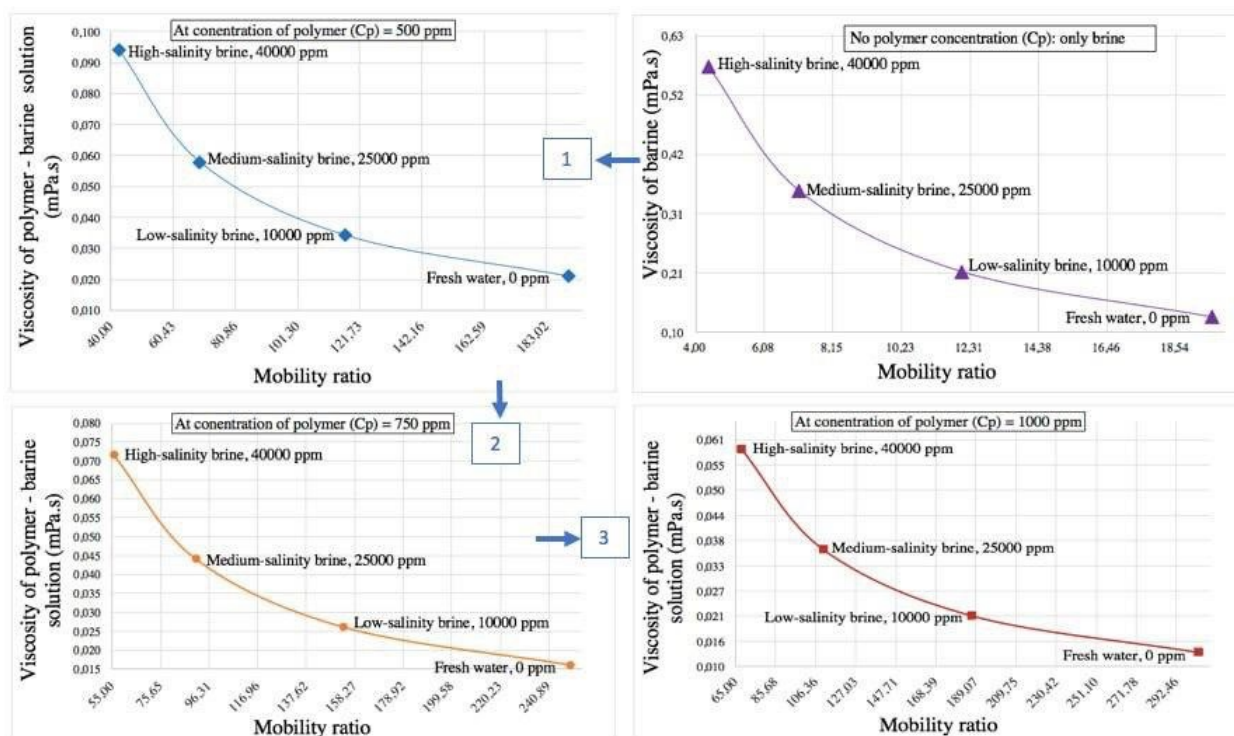 At conentration of polymer (Cp) = 500 ppm
Viscosity of polymer - barine solution
(mPa.s)
0,100
0,090
0,080
0,070
0,060
0,050
0,040
0,030
0,020
0,010
High-salinity brine, 40000 ppm
Medium-salinity brine, 25000 ppm
Low-salinity brine, 10000 ppm
Fresh water, 0 ppm
40,00
60,43
80,86
101,30
121,73
142,16
162,59
183,02
Mobility ratio
1
No polymer concentration (Cp): only brine
Viscosity of barine (mPa.s)
0,63
0,52
0,42
0,31
0,21
0,10
High-salinity brine, 40000 ppm
Medium-salinity brine, 25000 ppm
Low-salinity brine, 10000 ppm
Fresh water, 0 ppm
4,00
6,08
8,15
10,23
12,31
14,38
16,46
18,54
Mobility ratio
2
At conentration of polymer (Cp) = 750 ppm
Viscosity of polymer - barine
solution (mPa.s)
0,080
0,075
0,070
0,065
0,060
0,055
0,050
0,045
0,040
0,035
0,030
0,025
0,020
0,015
High-salinity brine, 40000 ppm
Medium-salinity brine, 25000 ppm
Low-salinity brine, 10000 ppm
Fresh water, 0 ppm
55,00
75,65
96,31
116,96
137,62
158,27
178,92
199,58
220,23
240,89
Mobility ratio
3
At conentration of polymer (Cp) = 1000 ppm
Viscosity of polymer - barine
solution (mPa.s)
0,061
0,055
0,050
0,044
0,038
0,033
0,027
0,021
0,016
0,010
High-salinity brine, 40000 ppm
Medium-salinity brine, 25000 ppm
Low-salinity brine, 10000 ppm
Fresh water, 0 ppm
65,00
85,68
106,36
127,03
147,71
168,39
189,07
209,75
230,42
251,10
271,78
292,46
Mobility ratio